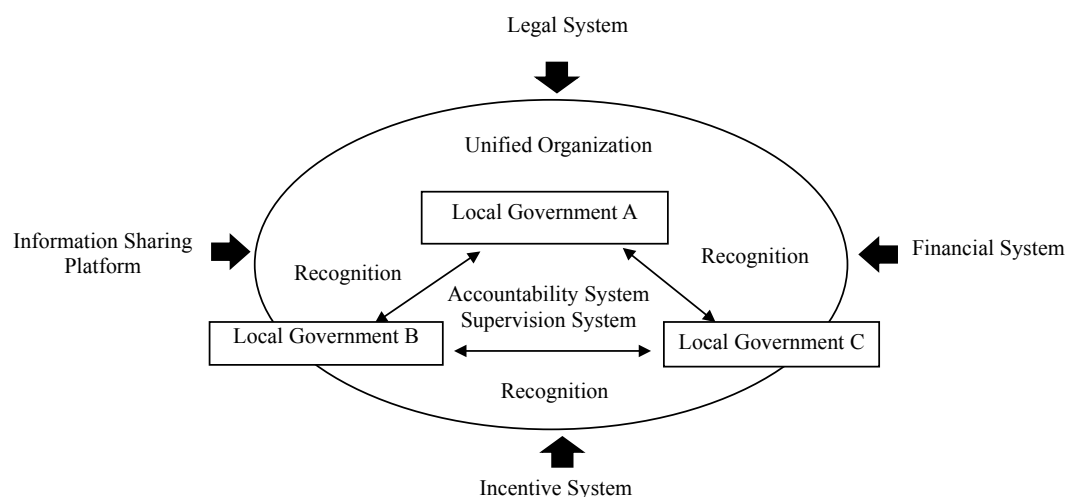 Legal System
Unified Organization
Local Government A
Information Sharing
Platform
Recognition
Recognition
Financial System
Accountability System
Supervision System
Local Government B
Local Government C
Recognition
Incentive System